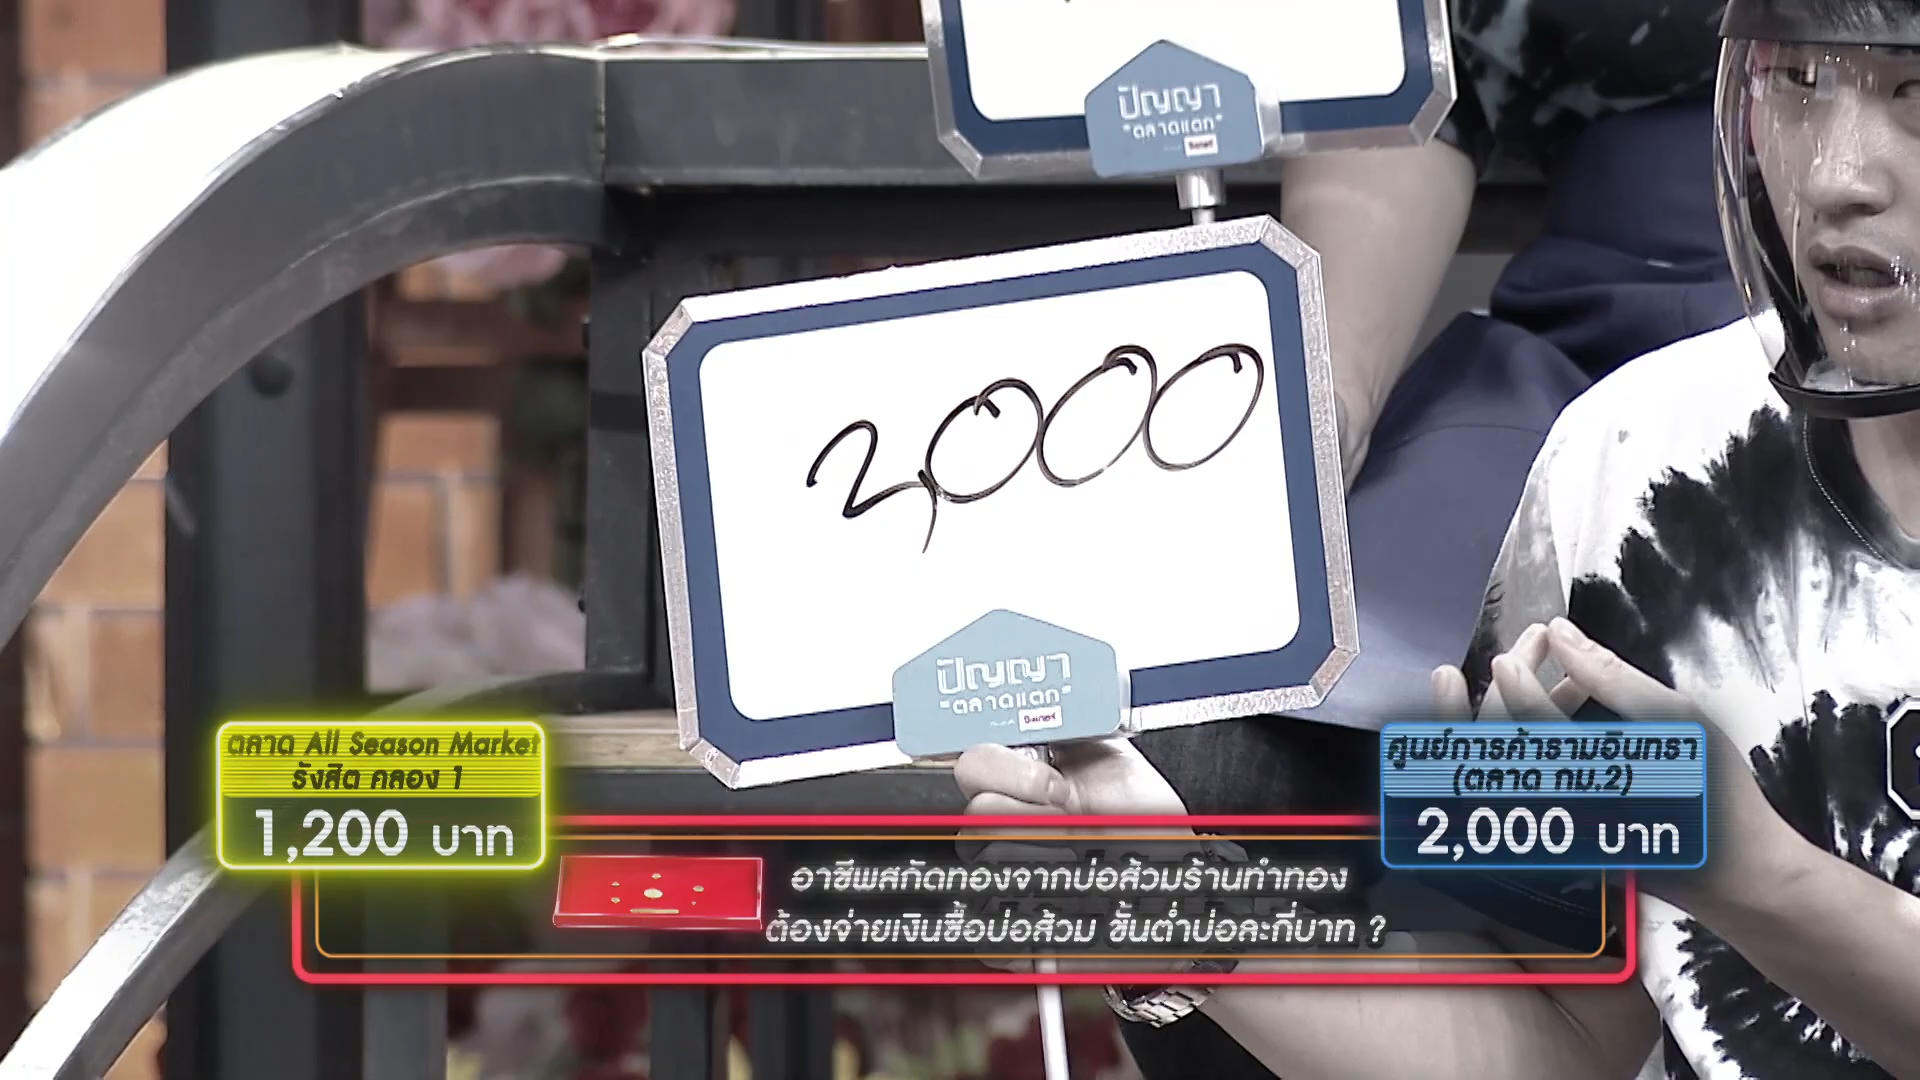 ปัญญา
"ตลาดแตก"
2,000
ปัญญา
"ตลาดแตก"
ตลาด All Season Market
รังสิต คลอง 1
1,200 บาท
ศูนย์การค้ารามอินทรา
(ตลาด กม.2)
2,000 บาท
อาชีพสกัดทองจากบ่อส้วมร้านทำทอง
ต้องจ่ายเงินซื้อบ่อส้วม ขั้นต่ำบ่อละกี่บาท ?